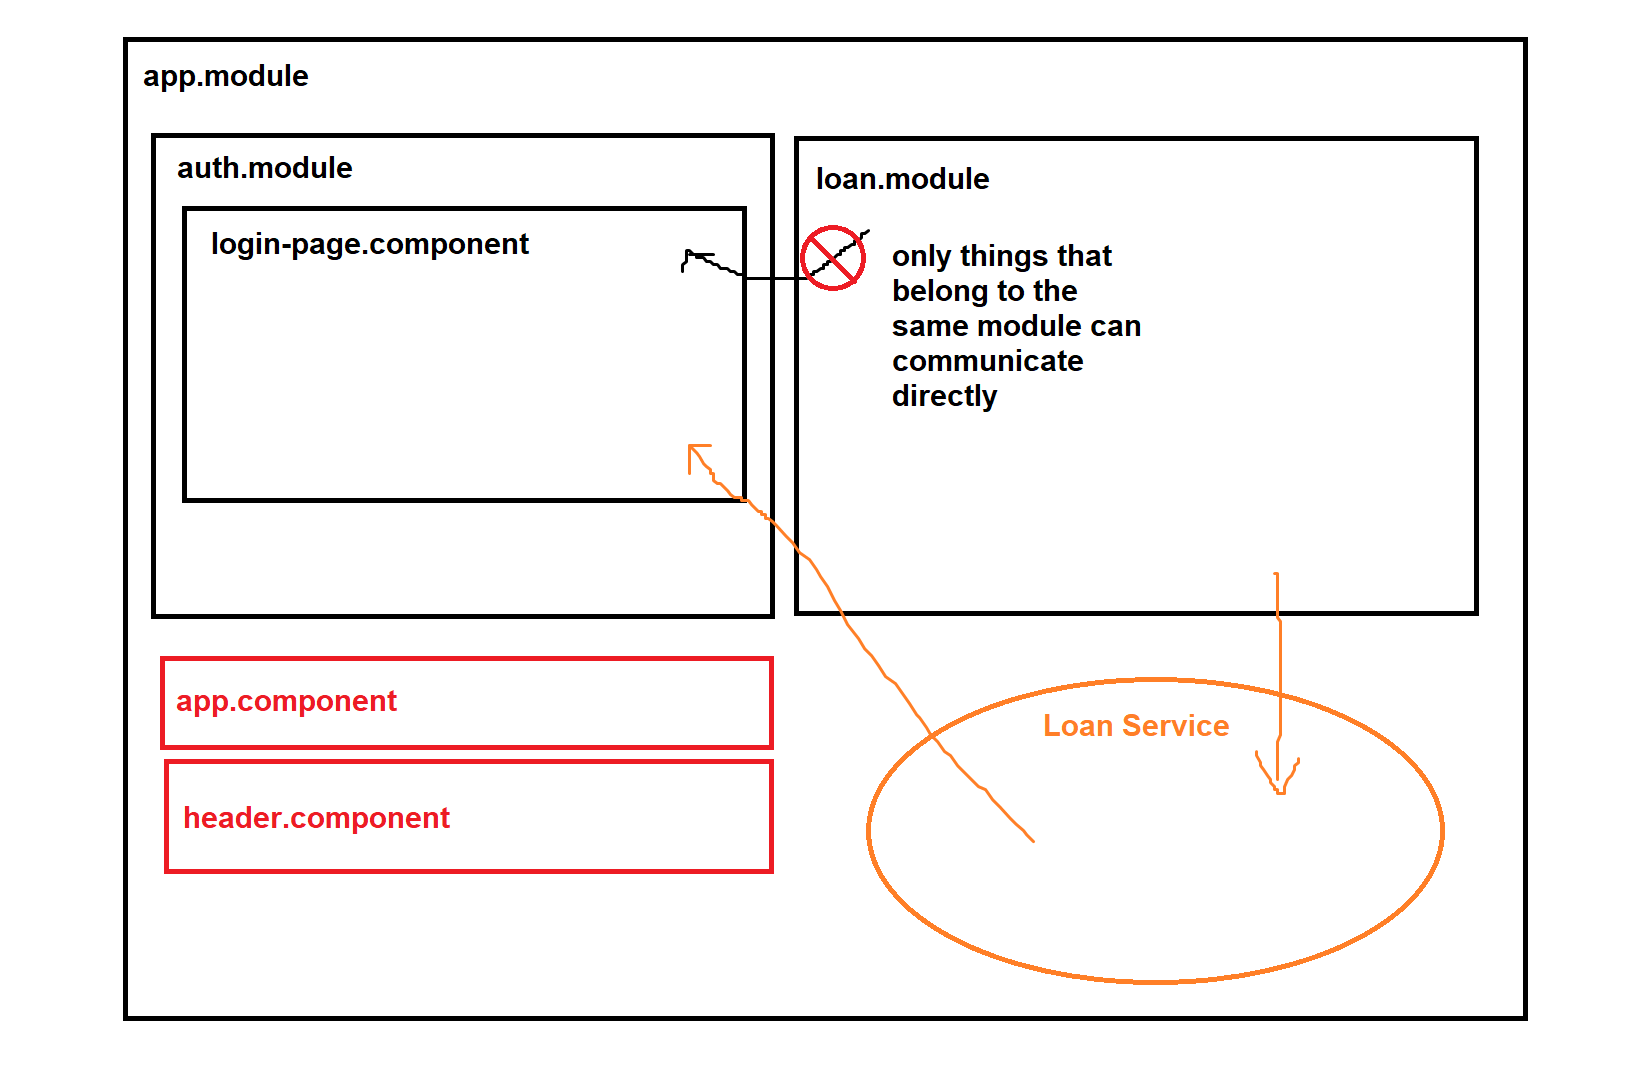 app.module
auth.module
loan.module
login-page.component
only things that
belong to the
same module can
communicate
directly
app.component
Loan Service
header.component